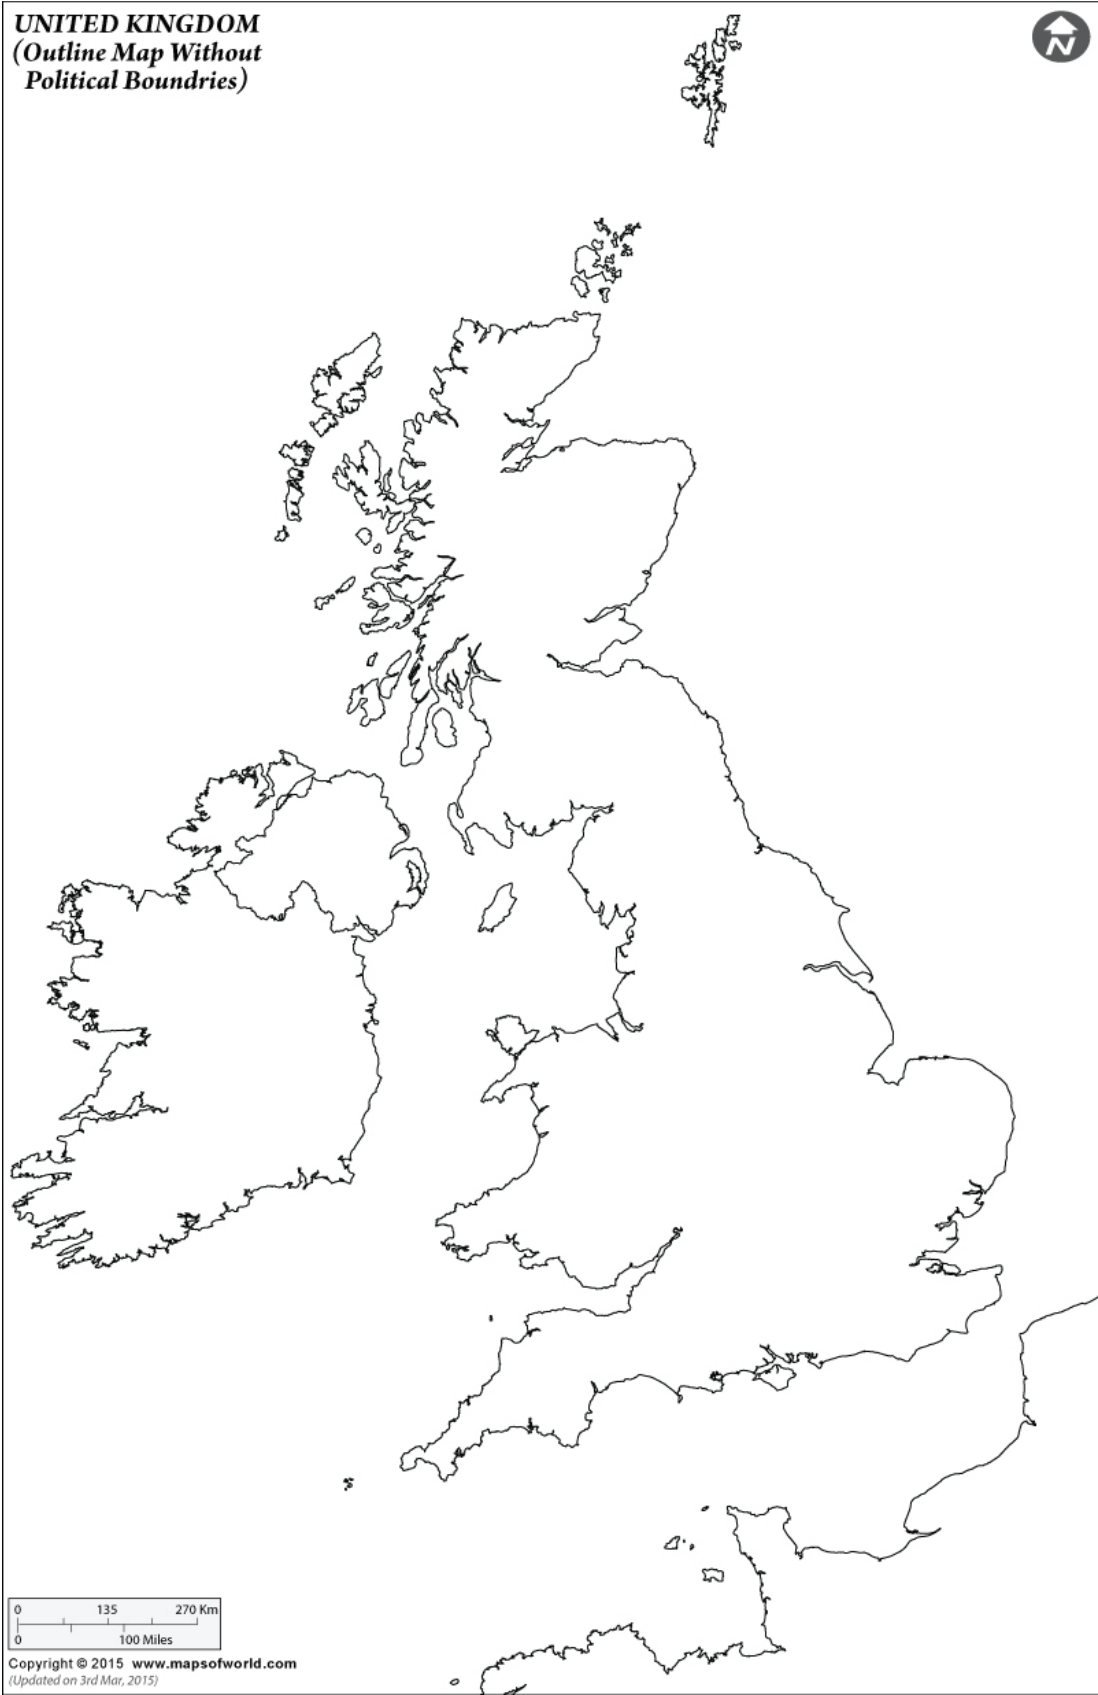 UNITED KINGDOM
(Outline Map Without
Political Boundries)
N
0 135 270 Km
0 100 Miles
Copyright © 2015 www.mapsofworld.com
(Updated on 3rd Mar, 2015)